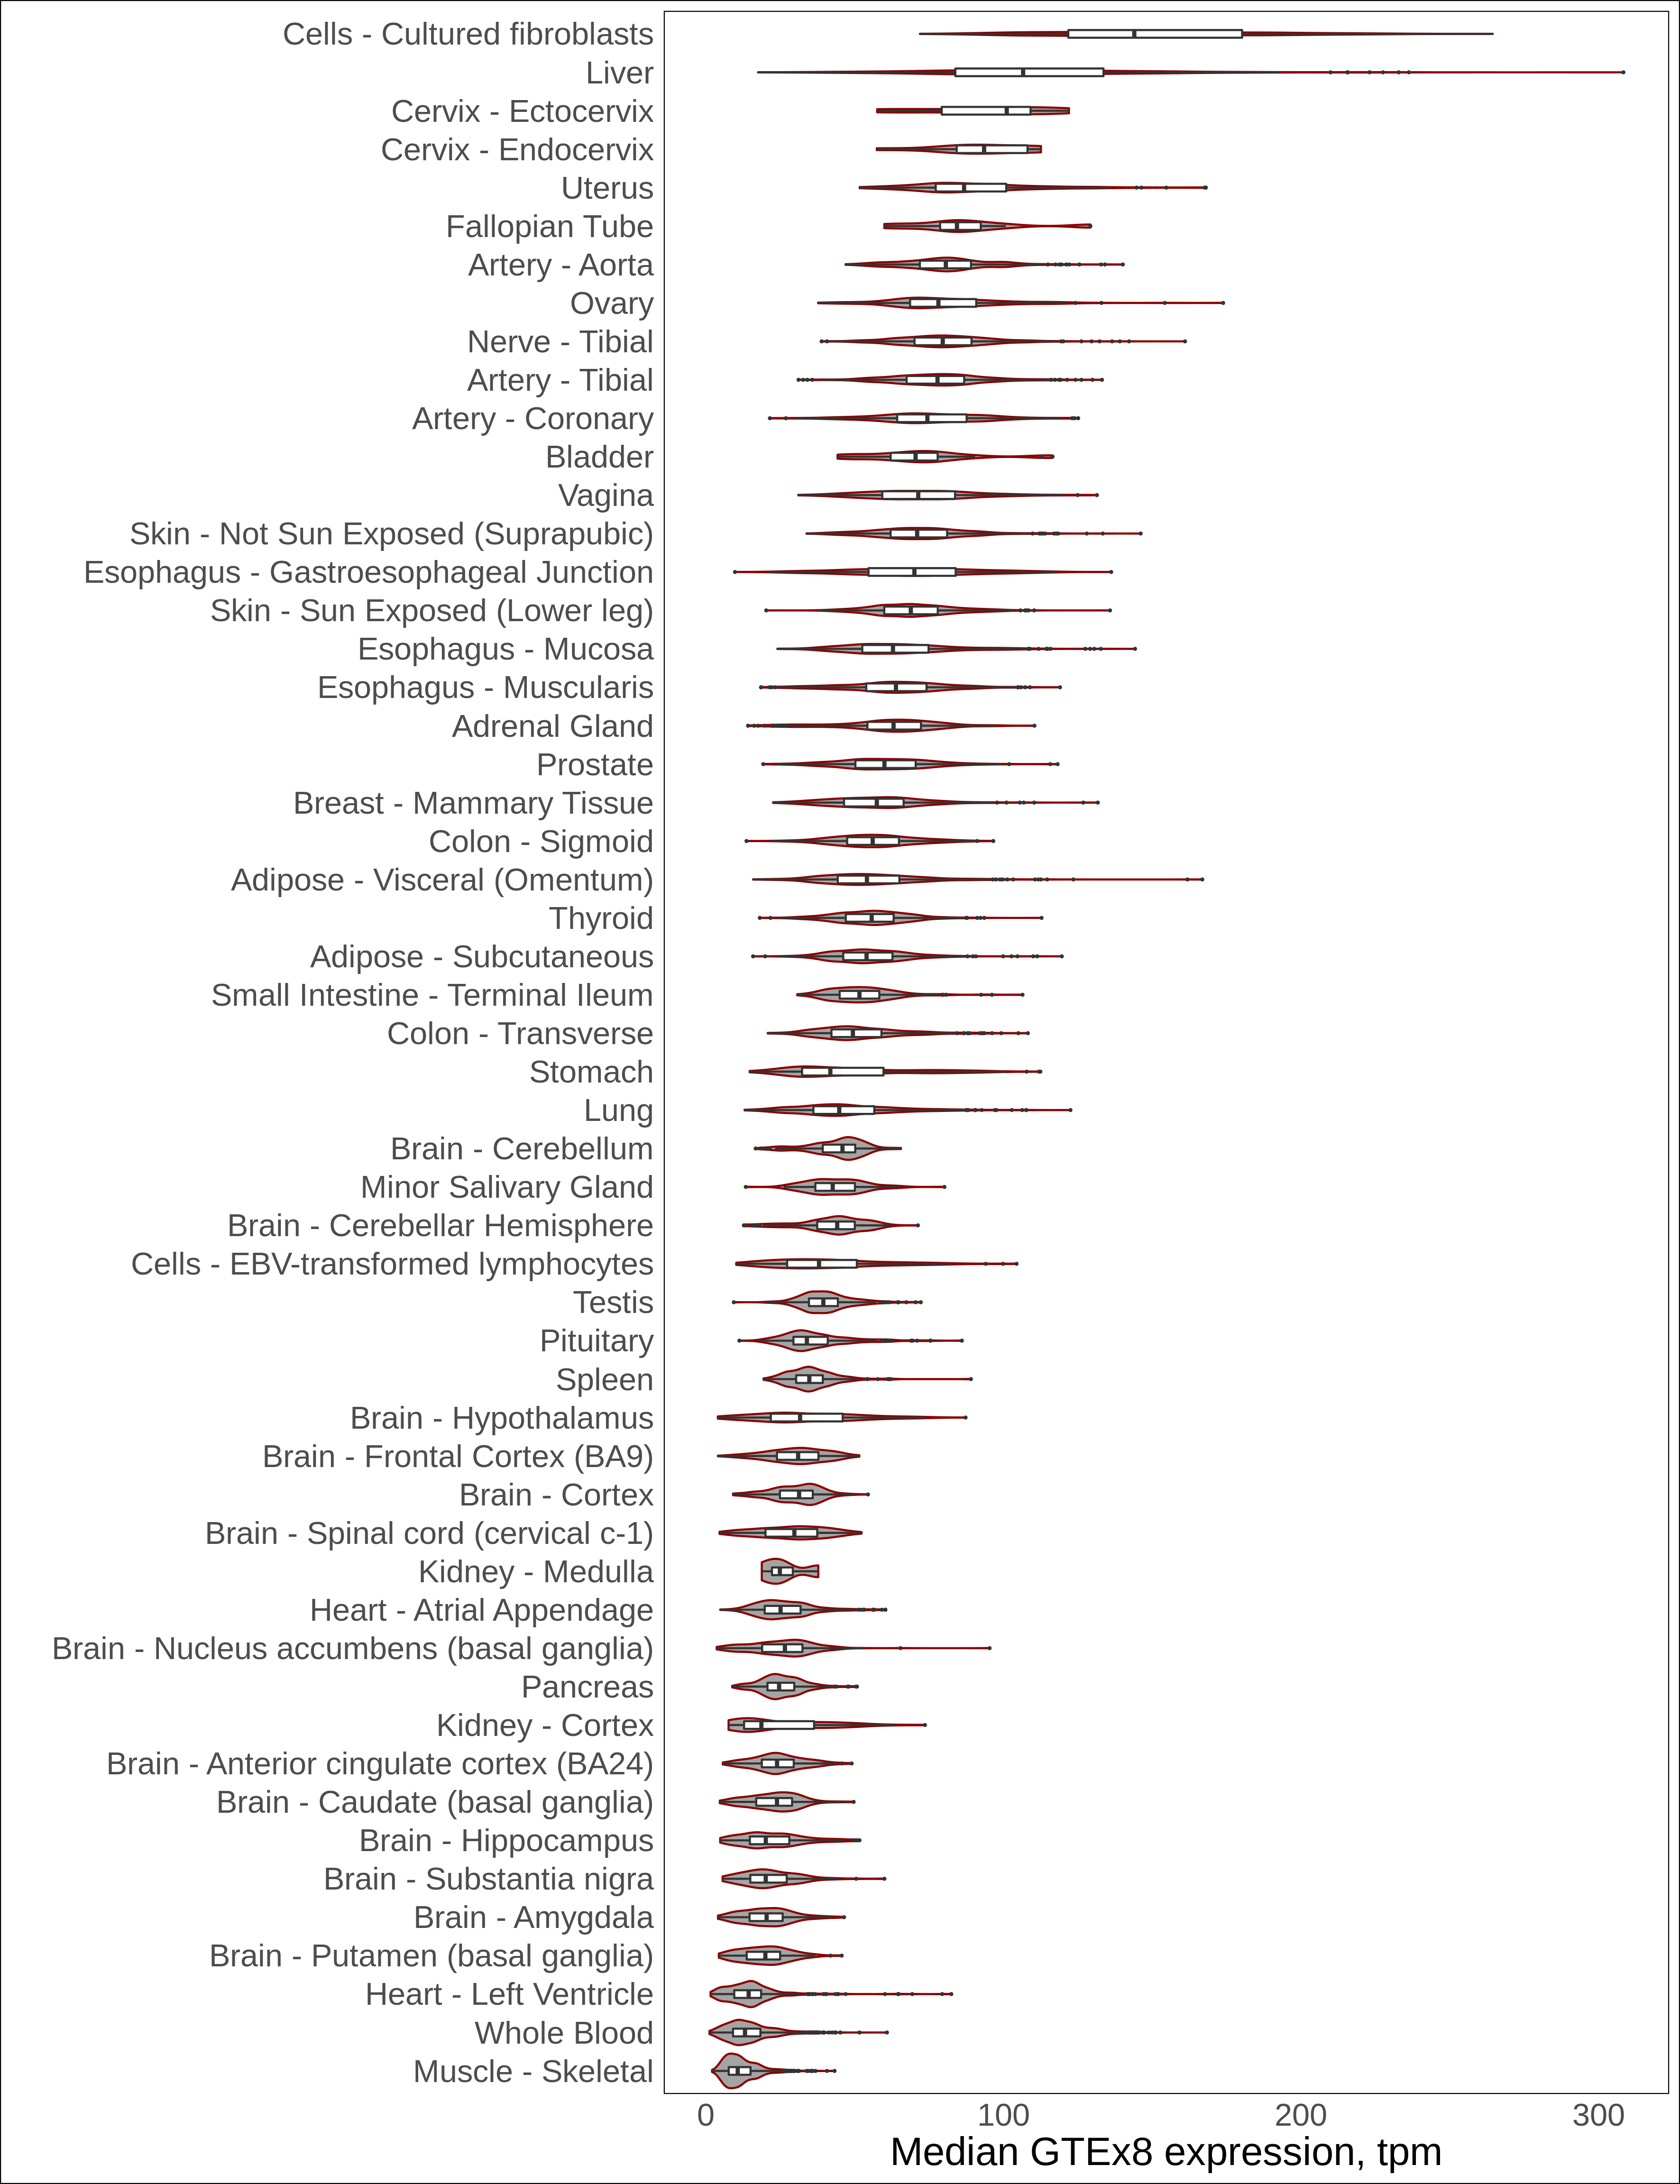 Cells - Cultured fibroblasts
Liver
Cervix - Ectocervix
Cervix - Endocervix
Uterus
Fallopian Tube
Artery - Aorta
Ovary
Nerve - Tibial
Artery - Tibial
Artery - Coronary
Bladder
Vagina
Skin - Not Sun Exposed (Suprapubic)
Esophagus - Gastroesophageal Junction
Skin - Sun Exposed (Lower leg)
Esophagus - Mucosa
Esophagus - Muscularis
Adrenal Gland
Prostate
Breast - Mammary Tissue
Colon - Sigmoid
Adipose - Visceral (Omentum)
Thyroid
Adipose - Subcutaneous
Small Intestine - Terminal Ileum
Colon - Transverse
Stomach
Lung
Brain - Cerebellum
Minor Salivary Gland
Brain - Cerebellar Hemisphere
Cells - EBV-transformed lymphocytes
Testis
Pituitary
Spleen
Brain - Hypothalamus
Brain - Frontal Cortex (BA9)
Brain - Cortex
Brain - Spinal cord (cervical c-1)
Kidney - Medulla
Heart - Atrial Appendage
Brain - Nucleus accumbens (basal ganglia)
Pancreas
Kidney - Cortex
Brain - Anterior cingulate cortex (BA24)
Brain - Caudate (basal ganglia)
Brain - Hippocampus
Brain - Substantia nigra
Brain - Amygdala
Brain - Putamen (basal ganglia)
Heart - Left Ventricle
Whole Blood
Muscle - Skeletal
0 100 200 300
Median GTEx8 expression, tpm